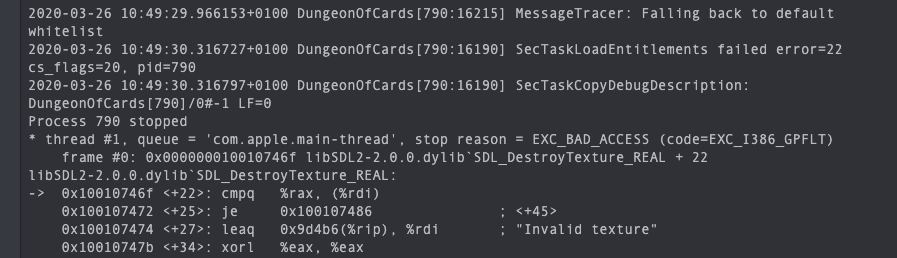 2020-03-26 10:49:29.966153+0100 DungeonOfCards[790:16215] MessageTracer: Falling back to default
whitelist
2020-03-26 10:49:30.316727+0100 DungeonOfCards[790:16190] SecTaskLoadEntitlements failed error=22
cs_flags=20, pid=790
2020-03-26 10:49:30.316797+0100 DungeonOfCards[790:16190] SecTaskCopyDebugDescription:
DungeonOfCards[790]/0#-1 LF=0
Process 790 stopped
* thread #1, queue = 'com.apple.main-thread', stop reason = EXC_BAD_ACCESS (code=EXC_I386_GPFLT)
    frame #0: 0x000000010010746f libSDL2-2.0.0.dylib`SDL_DestroyTexture_REAL + 22
libSDL2-2.0.0.dylib`SDL_DestroyTexture_REAL:
->  0x10010746f <+22>: cmpq   %rax, (%rdi)
    0x100107472 <+25>: je     0x100107486               ; <+45>
    0x100107474 <+27>: leaq   0x9d4b6(%rip), %rdi       ; "Invalid texture"
    0x10010747b <+34>: xorl   %eax, %eax